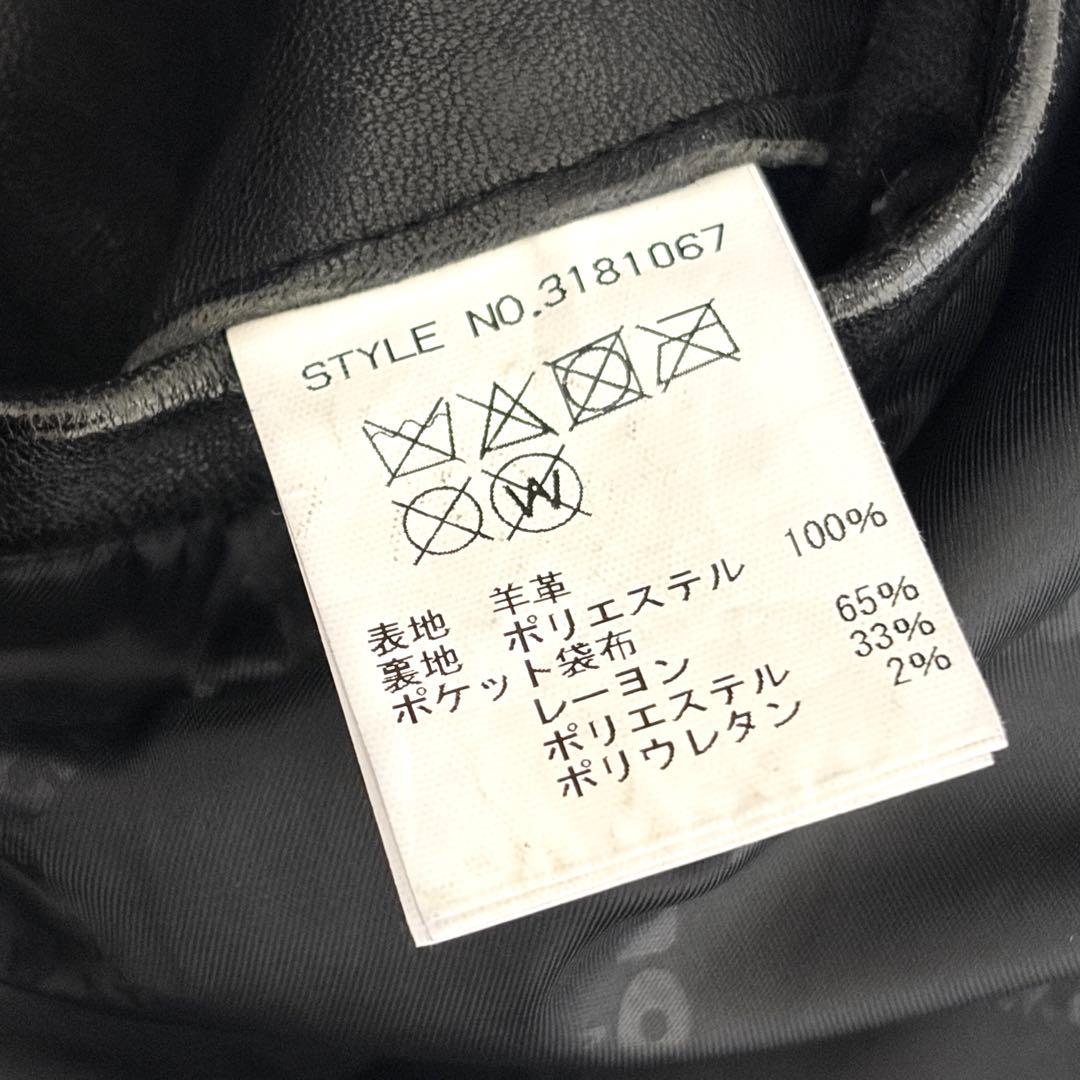 STYLE NO.3181067
W
表地 羊革
裏地 ポリエステル 100%
ポケット袋布
レーヨン 65%
ポリエステル 33%
ポリウレタン 2%